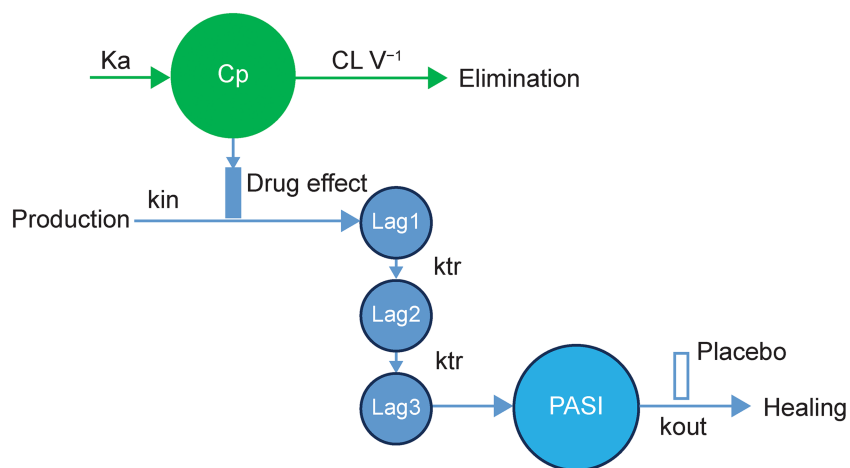 Ka
Cp
CL V⁻¹
Elimination
Drug effect
kin
Production
Lag1
ktr
Lag2
ktr
Lag3
PASI
Placebo
kout
Healing